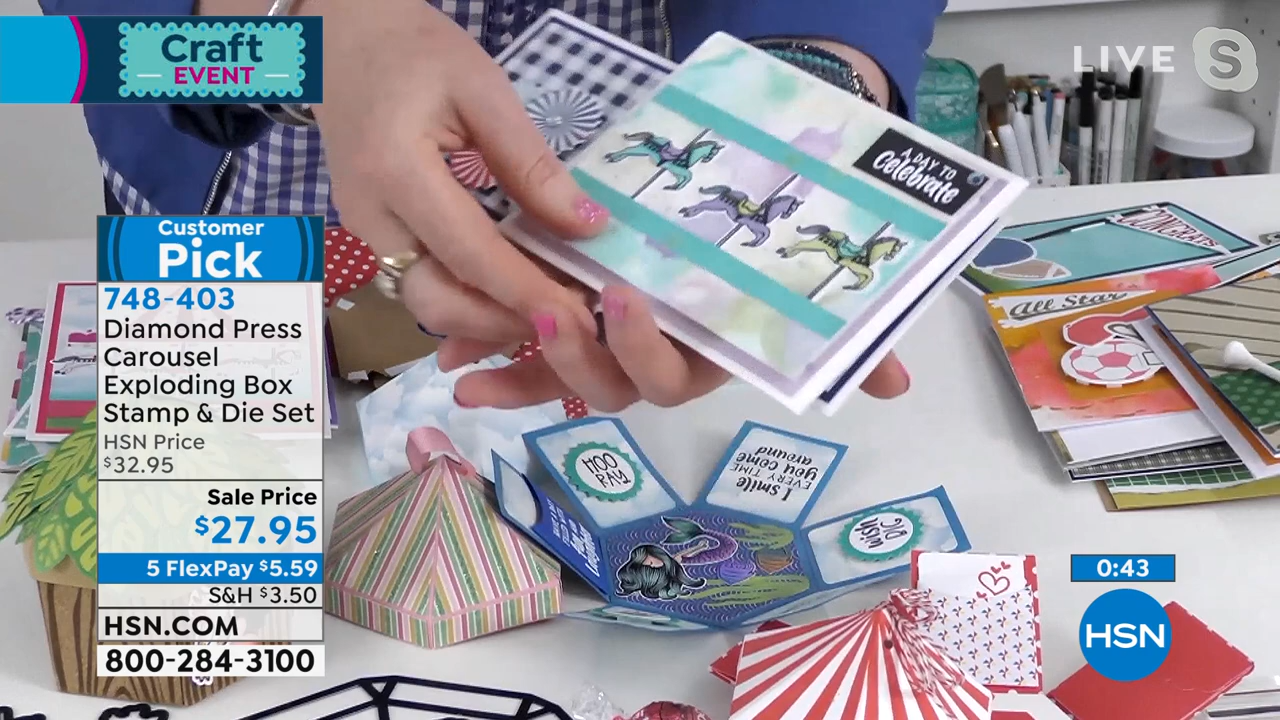 Craft
EVENT
LIVE S
Customer
Pick
748-403
Diamond Press
Carousel
Exploding Box
Stamp & Die Set
HSN Price
$32.95
Sale Price
$27.95
5 FlexPay $5.59
S&H $3.50
HSN.COM
800-284-3100
A DAY TO
Celebrate
CONGRATS
All Star
HOO
RAY
I smile
EVERY TIME
you come
around
BIG
WISH
0:43
HSN